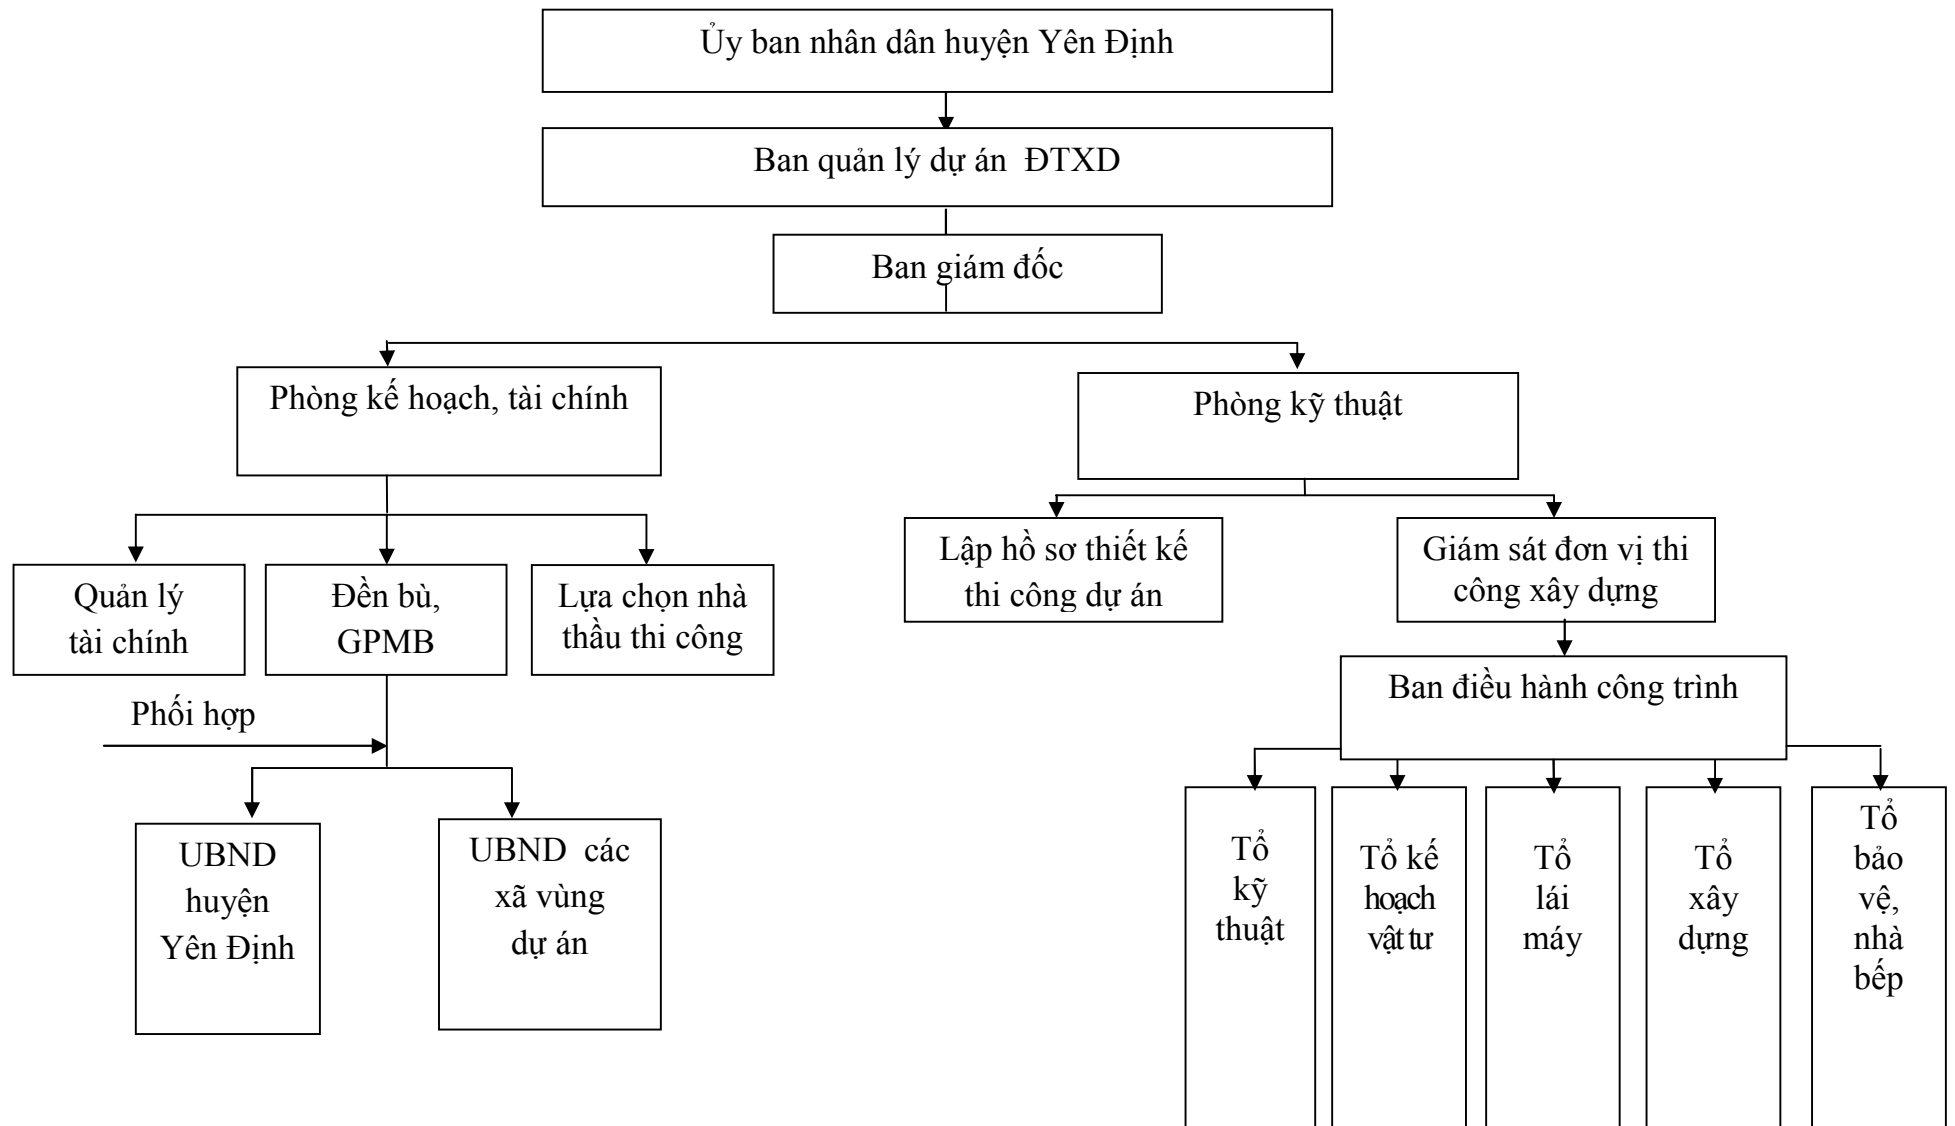 Ủy ban nhân dân huyện Yên Định
Ban quản lý dự án ĐTXD
Ban giám đốc
Phòng kế hoạch, tài chính
Phòng kỹ thuật
Quản lý
tài chính
Đền bù,
GPMB
Lựa chọn nhà
thầu thi công
Lập hồ sơ thiết kế
thi công dự án
Giám sát đơn vị thi
công xây dựng
Phối hợp
Ban điều hành công trình
UBND
huyện
Yên Định
UBND các
xã vùng
dự án
Tổ
kỹ
thuật
Tổ kế
hoạch
vật tư
Tổ
lái
máy
Tổ
xây
dựng
Tổ
bảo
vệ,
nhà
bếp